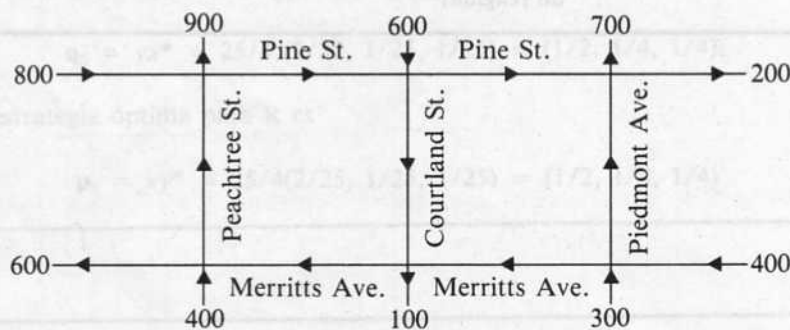 900 600 700
Pine St. Pine St.
800 200
Peachtree St.
Courtland St.
Piedmont Ave.
600 400
Merritts Ave. Merritts Ave.
400 100 300